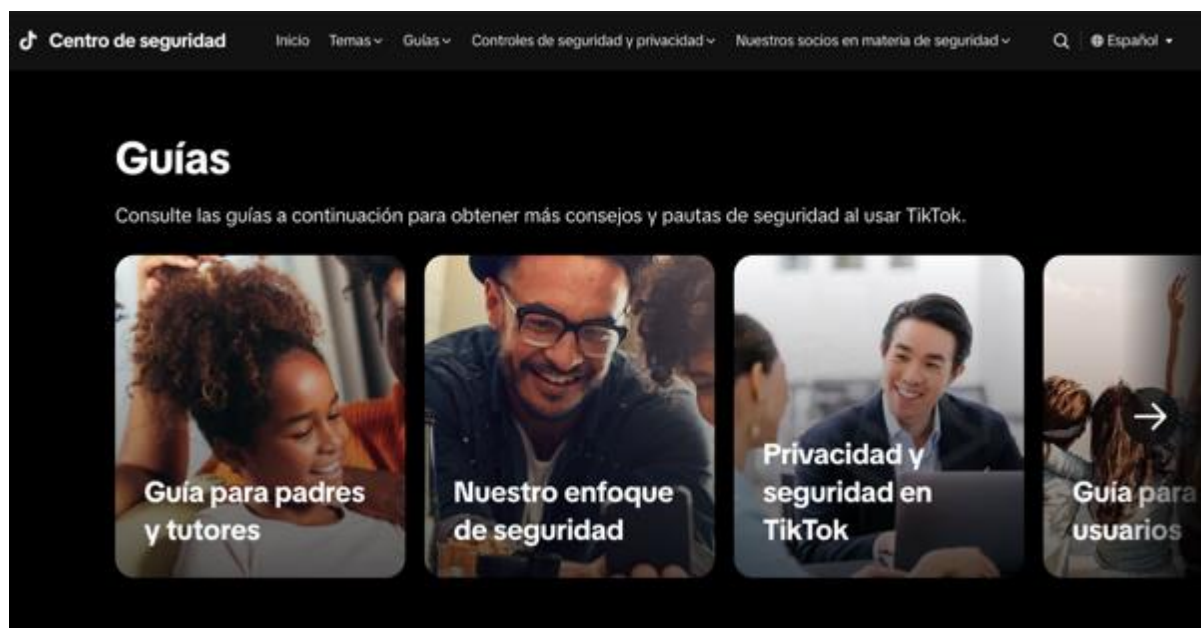 Centro de seguridad Inicio Temas Guías Controles de seguridad y privacidad Nuestros socios en materia de seguridad Español
Guías
Consulte las guías a continuación para obtener más consejos y pautas de seguridad al usar TikTok.
Guía para padres
y tutores
Nuestro enfoque
de seguridad
Privacidad y
seguridad en
TikTok
Guía para
usuarios